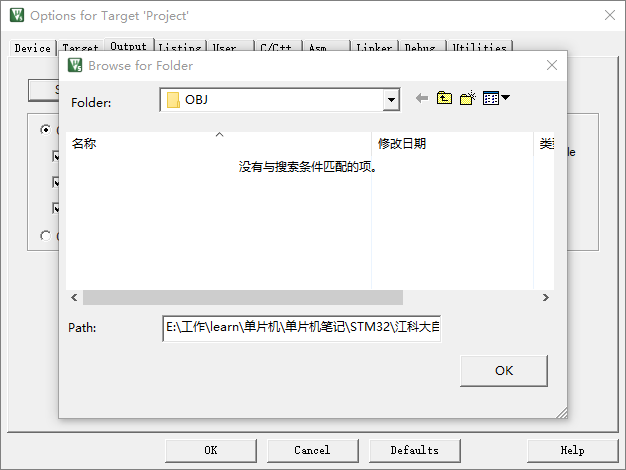 Options for Target 'Project'
Device Target Output Listing User C/C++ Asm Linker Debug Utilities
Browse for Folder
Folder: OBJ
名称 修改日期
没有与搜索条件匹配的项。
Path: E:\工作\learn\单片机\单片机笔记\STM32\江科大自
OK
OK Cancel Defaults Help